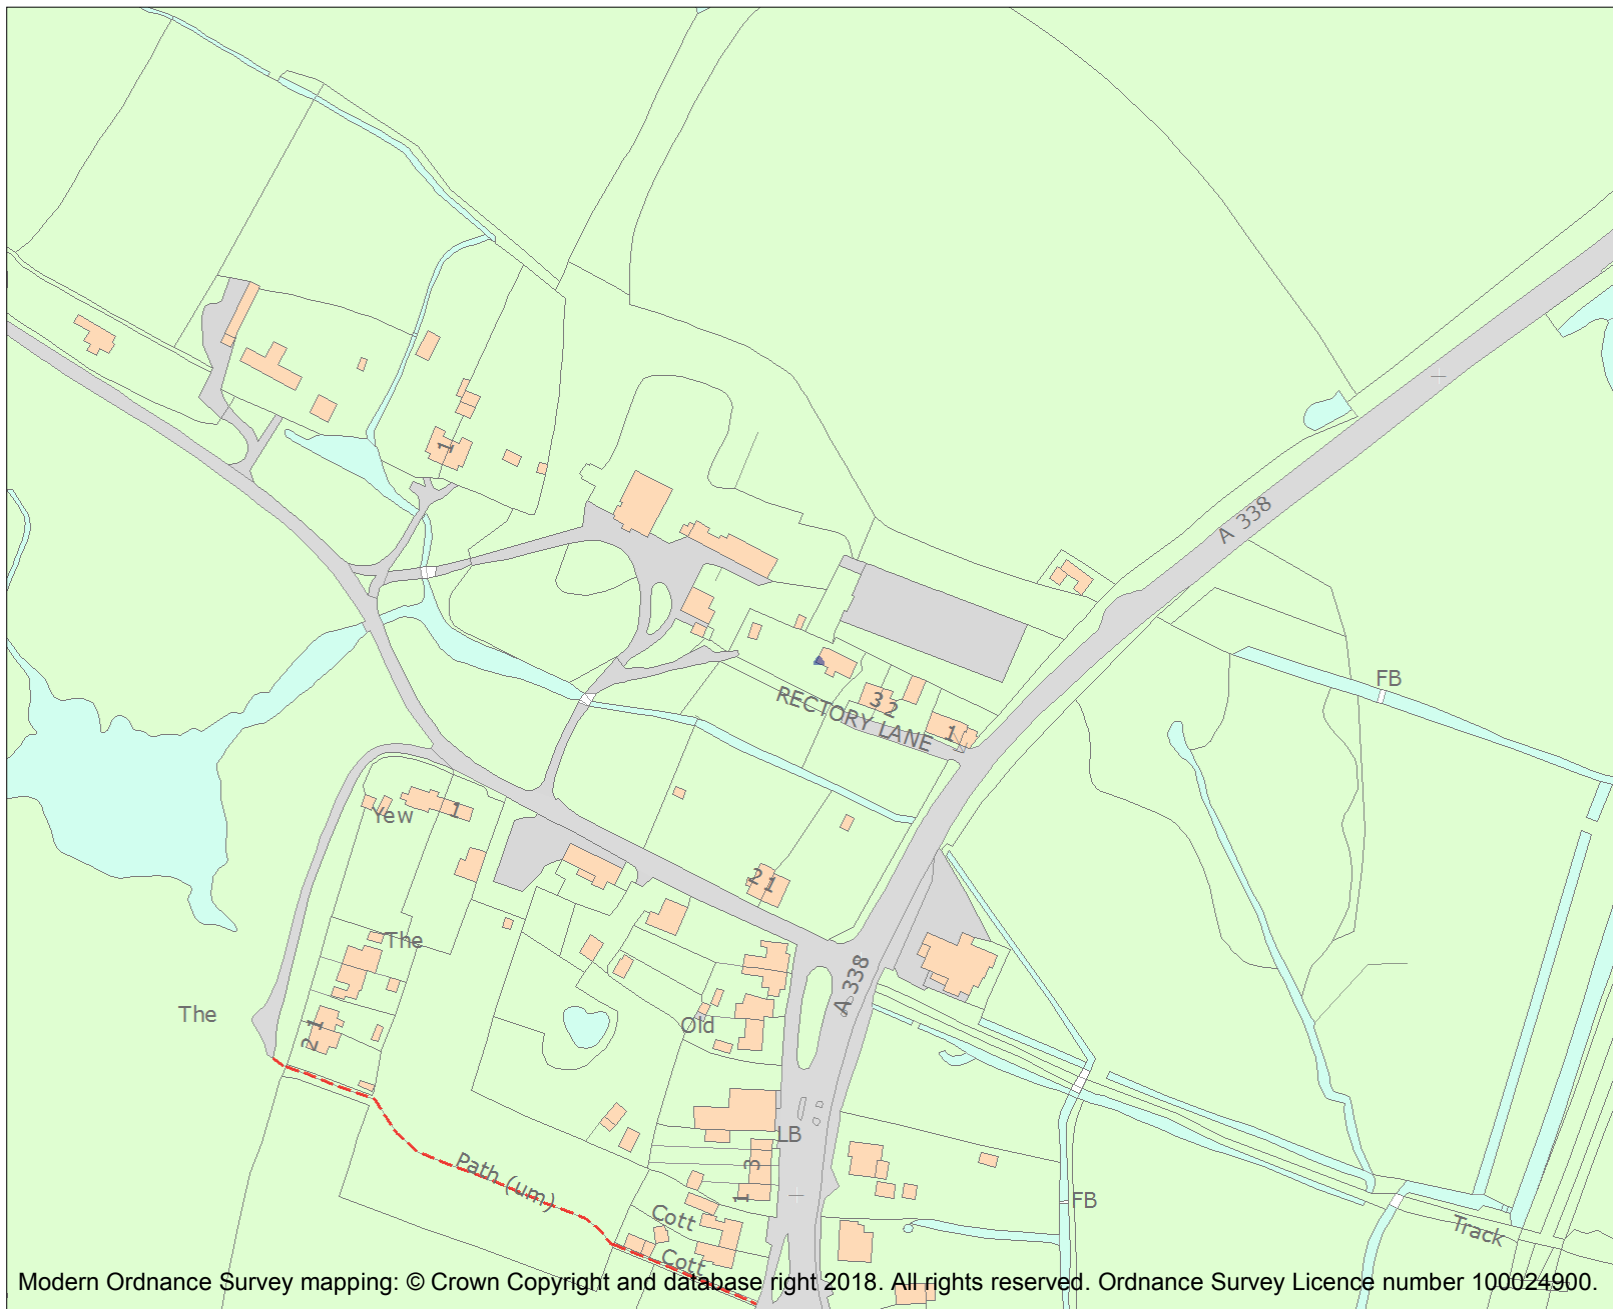 A 338
1
FB
RECTORY LANE
3 2
1
Yew
1
2 1
The
A 338
The
2 1
Old
LB
3
Path (um)
1
FB
Cott
Track
Cott
Modern Ordnance Survey mapping: © Crown Copyright and database right 2018. All rights reserved. Ordnance Survey Licence number 100024900.